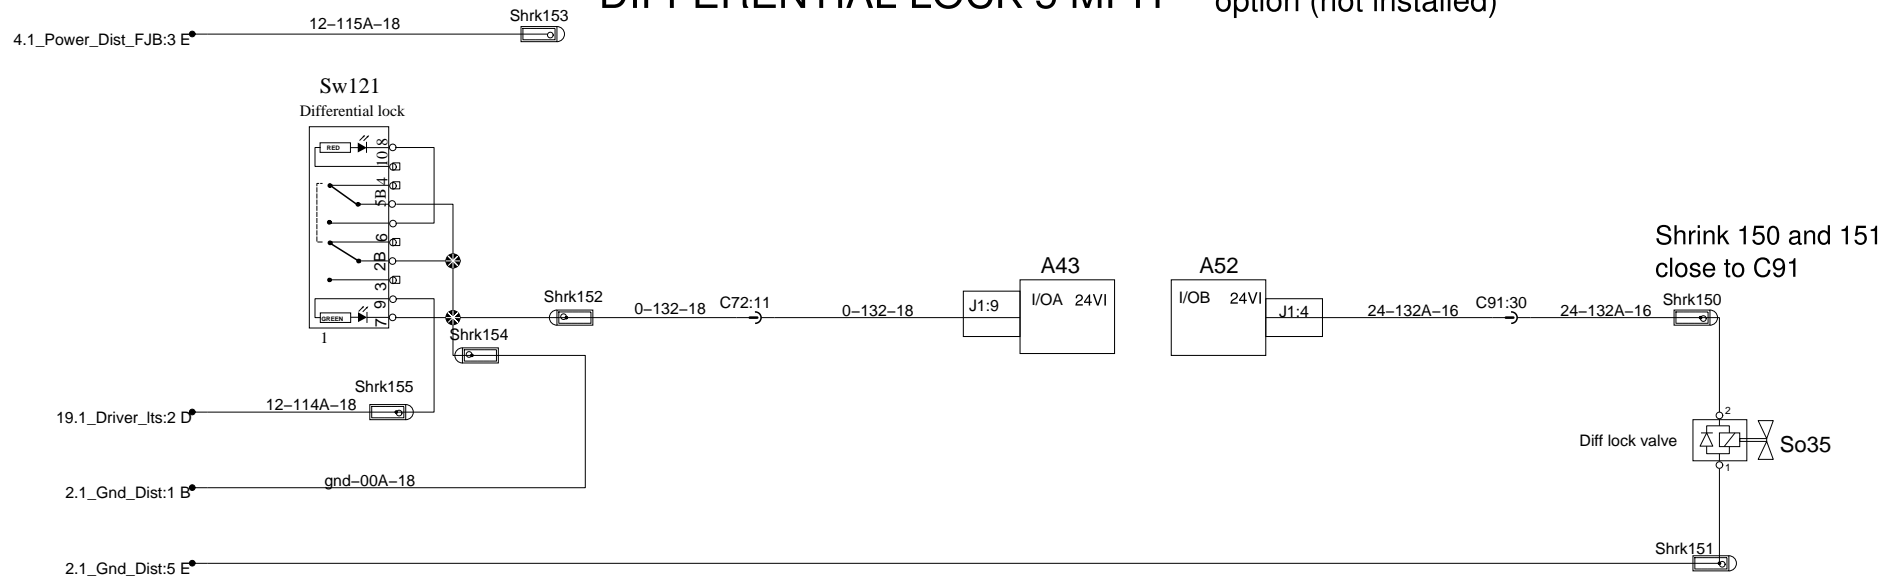 DIFFERENTIAL LOCK 5 MPH option (not installed)
12-115A-18
Shrk153
4.1_Power_Dist_FJB:3 E
Sw121
Differential lock
RED
8
10
4
5B
6
2B
3
9
GREEN
7
1
Shrk152
0-132-18
C72:11
0-132-18
J1:9
A43
I/OA 24VI
A52
I/OB 24VI
J1:4
24-132A-16
C91:30
24-132A-16
Shrink 150 and 151
close to C91
Shrk150
Shrk154
Shrk155
12-114A-18
19.1_Driver_lts:2 D
2
Diff lock valve
So35
1
gnd-00A-18
2.1_Gnd_Dist:1 B
Shrk151
2.1_Gnd_Dist:5 E